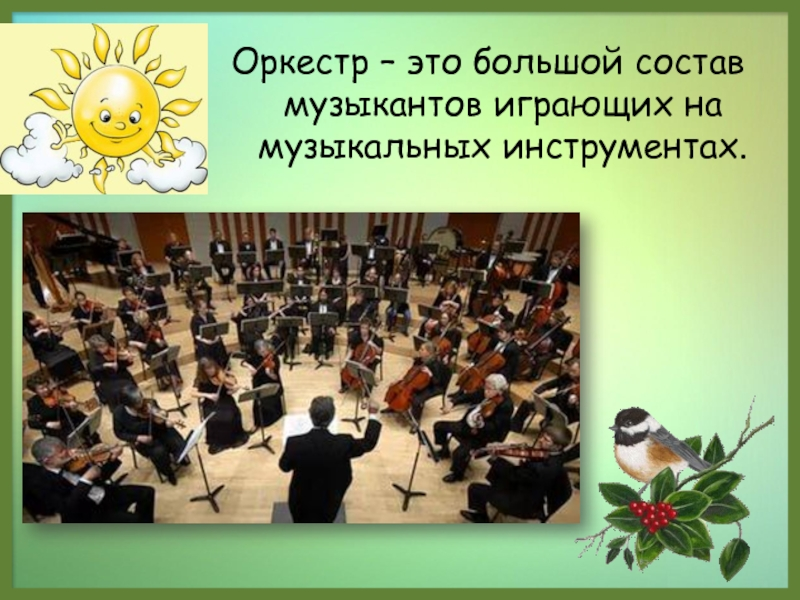 Оркестр – это большой состав
музыкантов играющих на
музыкальных инструментах.